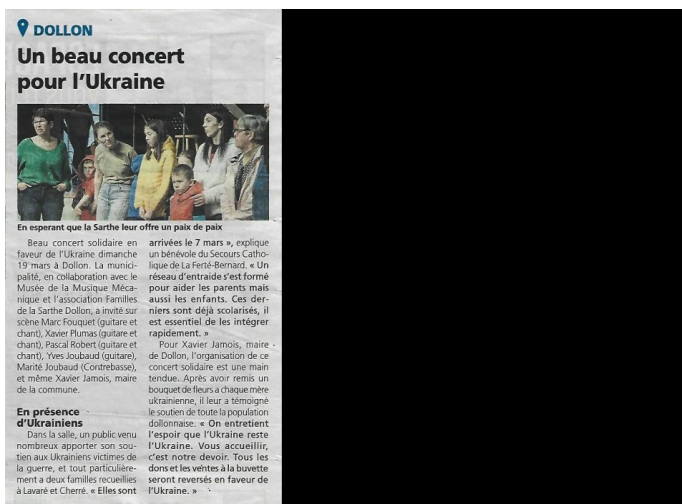 DOLLON
Un beau concert
pour l'Ukraine
En esperant que la Sarthe leur offre un paix de paix
Beau concert solidaire en
faveur de l'Ukraine dimanche
19 mars à Dollon. La munici-
palité, en collaboration avec le
Musée de la Musique Méca-
nique et l'association Familles
de la Sarthe Dollon, a invité sur
scène Marc Fouquet (guitare et
chant), Xavier Plumas (guitare et
chant), Pascal Robert (guitare et
chant), Yves Joubaud (guitare),
Marité Joubaud (Contrebasse),
et même Xavier Jamois, maire
de la commune.
En présence
d'Ukrainiens
Dans la salle, un public venu
nombreux apporter son sou-
tien aux Ukrainiens victimes de
la guerre, et tout particulière-
ment a deux familles recueillies
à Lavaré et Cherré. « Elles sont
arrivées le 7 mars », explique
un bénévole du Secours Catho-
lique de La Ferté-Bernard. « Un
réseau d'entraide s'est formé
pour aider les parents mais
aussi les enfants. Ces der-
niers sont déjà scolarisés, il
est essentiel de les intégrer
rapidement. »
Pour Xavier Jamois, maire
de Dollon, l'organisation de ce
concert solidaire est une main
tendue. Après avoir remis un
bouquet de fleurs a chaque mère
ukrainienne, il leur a témoigné
le soutien de toute la population
dollonnaise. « On entretient
l'espoir que l'Ukraine reste
l'Ukraine. Vous accueillir,
c'est notre devoir. Tous les
dons et les ventes à la buvette
seront reversés en faveur de
l'Ukraine. »